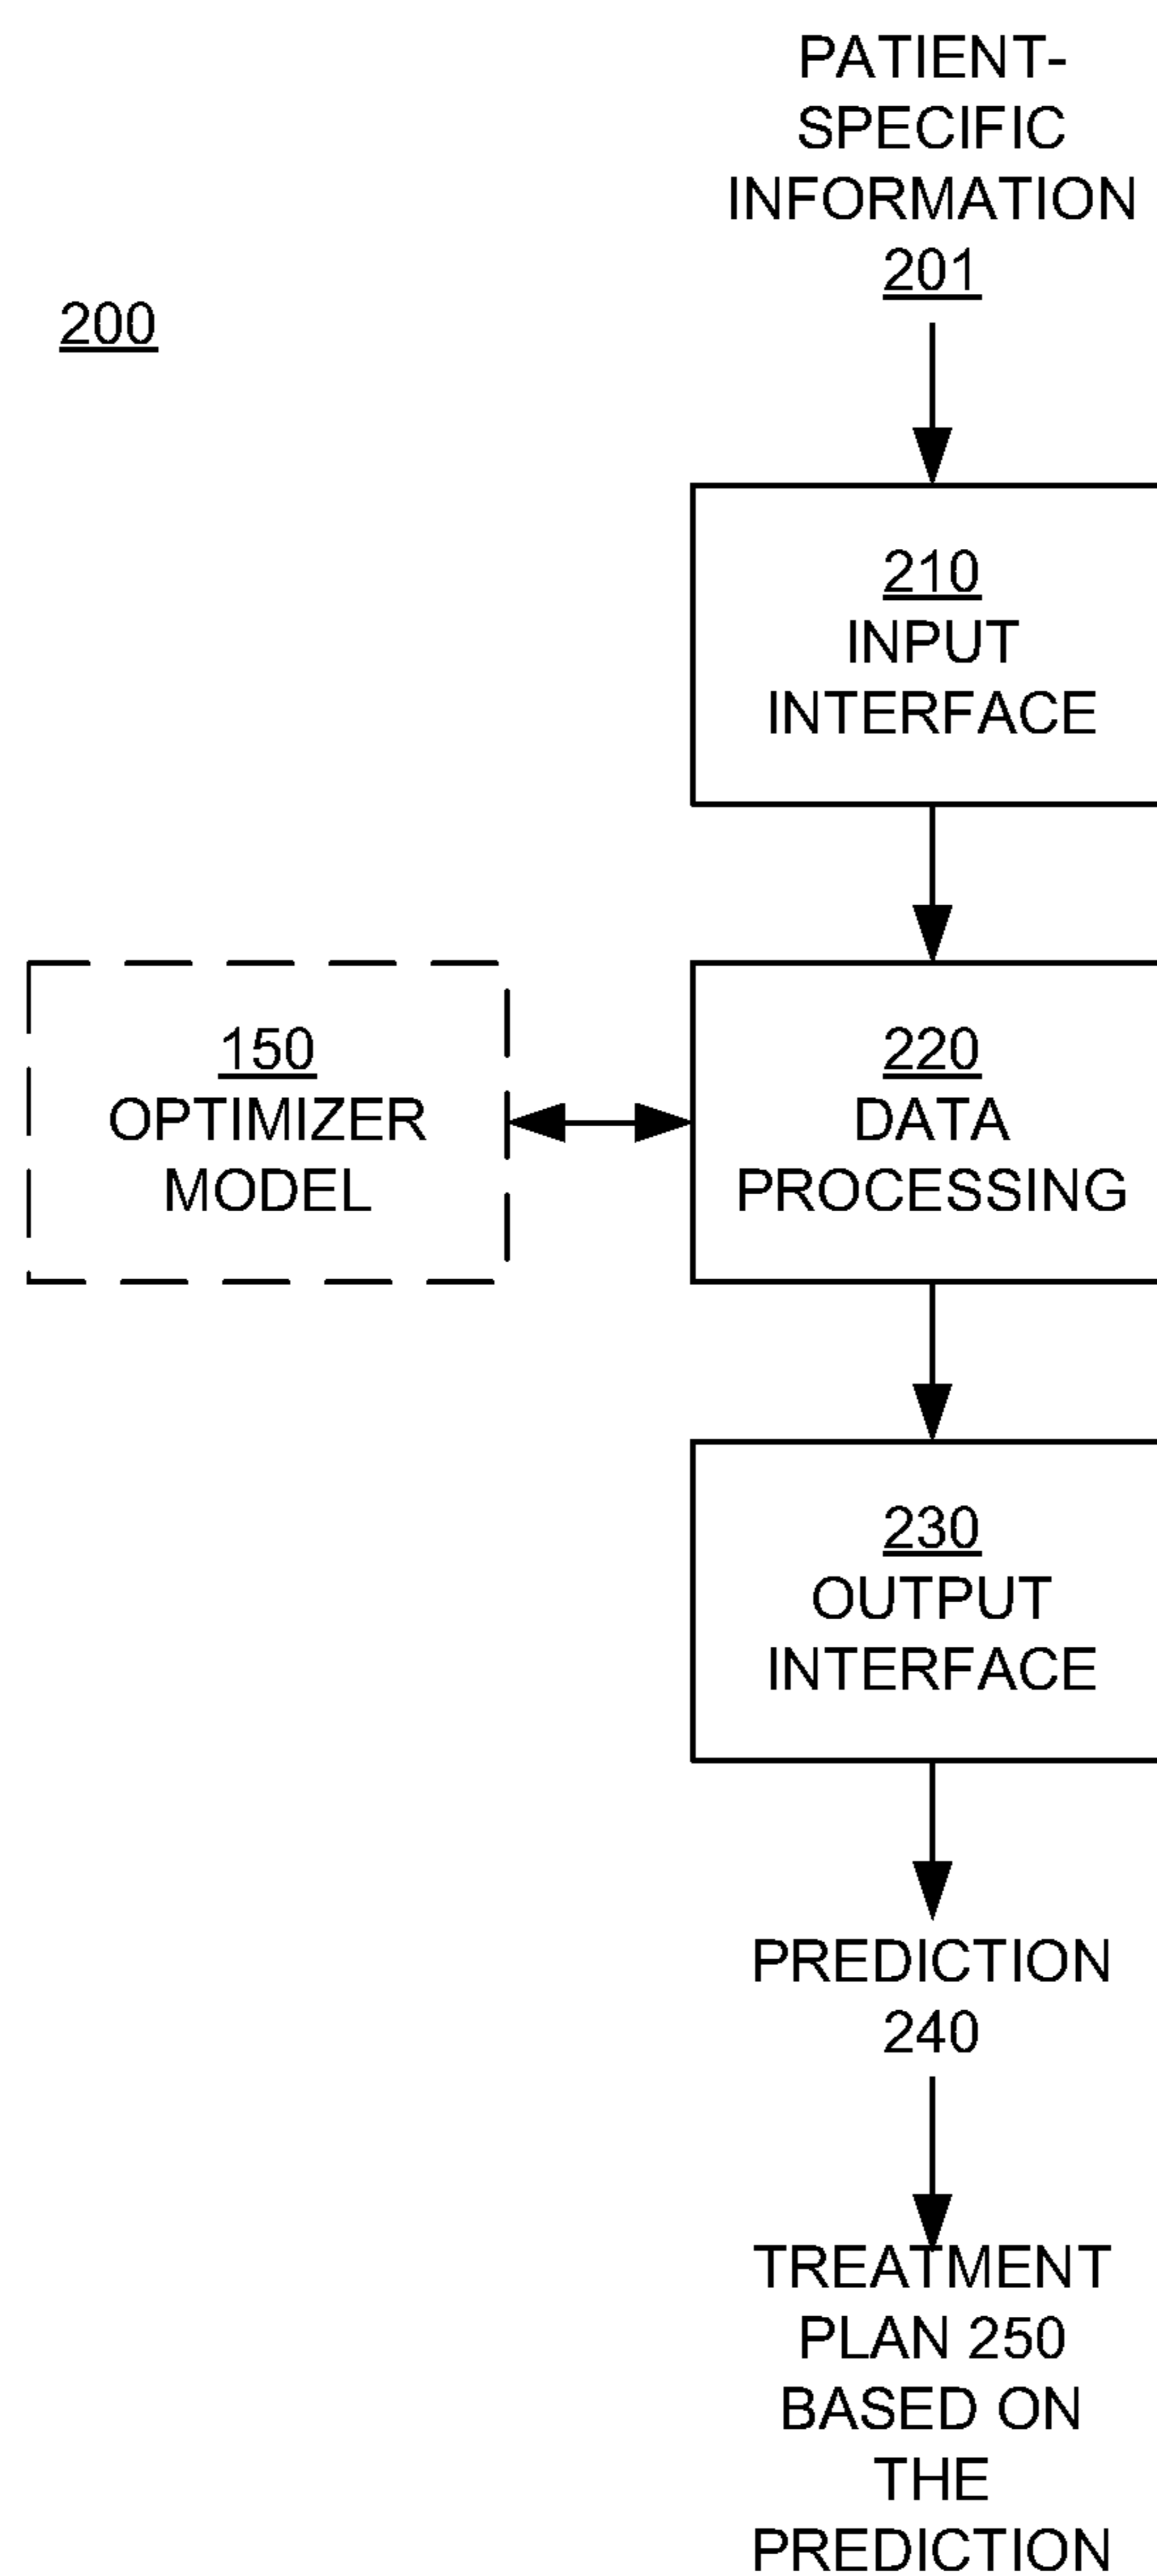 PATIENT-
SPECIFIC
INFORMATION
201
200
210
INPUT
INTERFACE
150
OPTIMIZER
MODEL
220
DATA
PROCESSING
230
OUTPUT
INTERFACE
PREDICTION
240
TREATMENT
PLAN 250
BASED ON
THE
PREDICTION